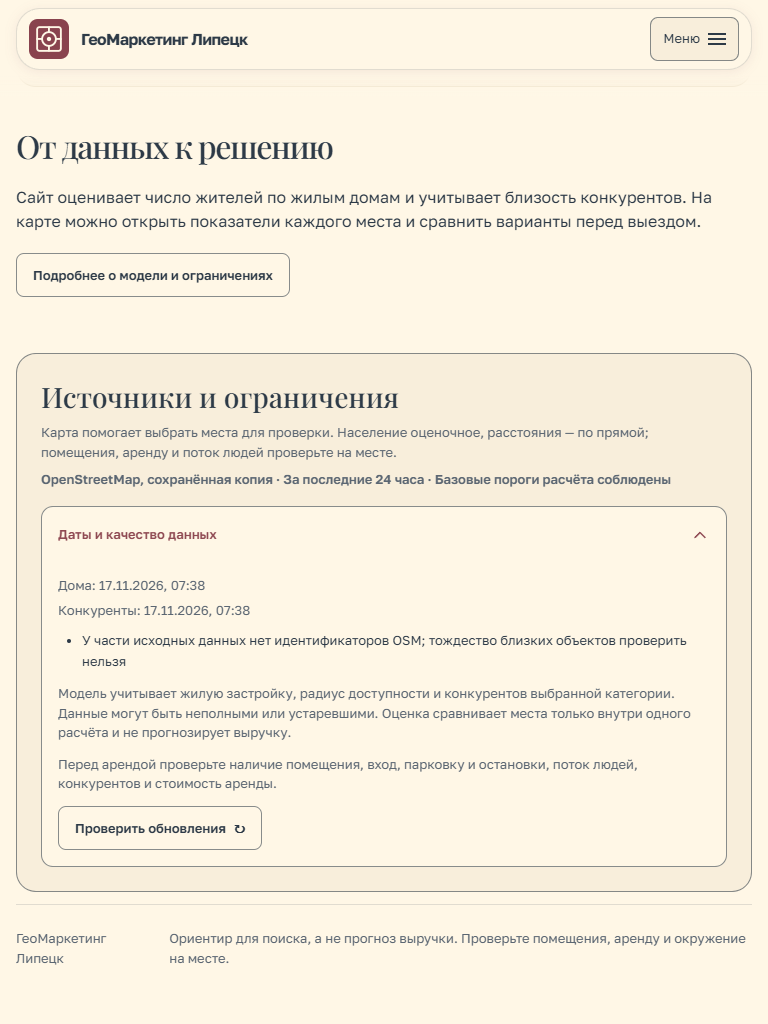 ГеоМаркетинг Липецк
Меню
От данных к решению
Сайт оценивает число жителей по жилым домам и учитывает близость конкурентов. На
карте можно открыть показатели каждого места и сравнить варианты перед выездом.
Подробнее о модели и ограничениях
Источники и ограничения
Карта помогает выбрать места для проверки. Население оценочное, расстояния — по прямой;
помещения, аренду и поток людей проверьте на месте.
OpenStreetMap, сохранённая копия · За последние 24 часа · Базовые пороги расчёта соблюдены
Даты и качество данных
Дома: 17.11.2026, 07:38
Конкуренты: 17.11.2026, 07:38
• У части исходных данных нет идентификаторов OSM; тождество близких объектов проверить
нельзя
Модель учитывает жилую застройку, радиус доступности и конкурентов выбранной категории.
Данные могут быть неполными или устаревшими. Оценка сравнивает места только внутри одного
расчёта и не прогнозирует выручку.
Перед арендой проверьте наличие помещения, вход, парковку и остановки, поток людей,
конкурентов и стоимость аренды.
Проверить обновления ↻
ГеоМаркетинг
Липецк
Ориентир для поиска, а не прогноз выручки. Проверьте помещения, аренду и окружение
на месте.